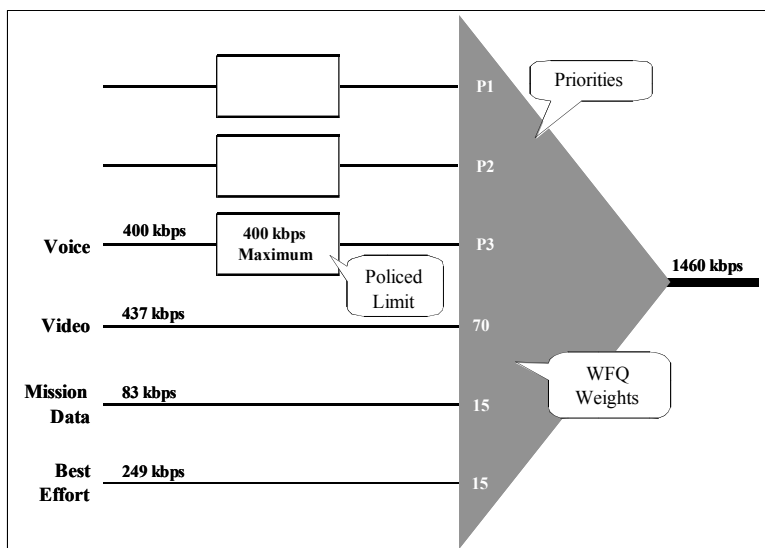 P1
Priorities
P2
Voice
400 kbps
400 kbps
Maximum
P3
Policed
Limit
1460 kbps
Video
437 kbps
70
WFQ
Weights
Mission
Data
83 kbps
15
Best
Effort
249 kbps
15